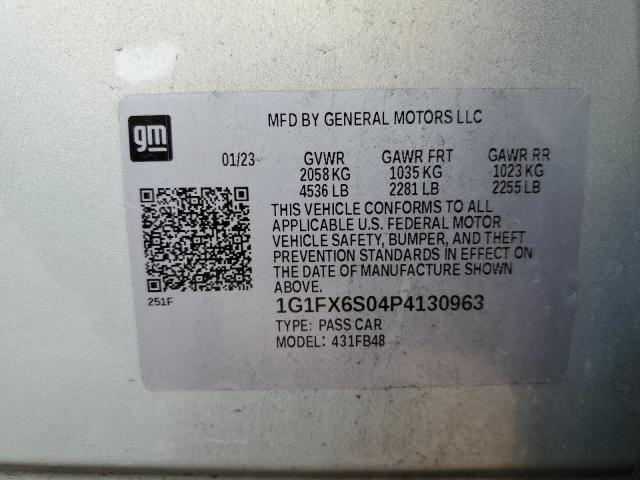 gm
MFD BY GENERAL MOTORS LLC
01/23 GVWR GAWR FRT GAWR RR
2058 KG 1035 KG 1023 KG
4536 LB 2281 LB 2255 LB
THIS VEHICLE CONFORMS TO ALL
APPLICABLE U.S. FEDERAL MOTOR
VEHICLE SAFETY, BUMPER, AND THEFT
PREVENTION STANDARDS IN EFFECT ON
THE DATE OF MANUFACTURE SHOWN
ABOVE.
251F
1G1FX6S04P4130963
TYPE: PASS CAR
MODEL: 431FB48